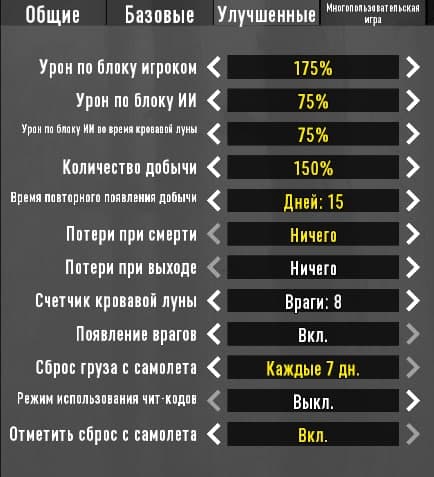 Общие Базовые Улучшенные Многопользовательская
игра
Урон по блоку игроком 175%
Урон по блоку ИИ 75%
Урон по блоку ИИ во время кровавой луны 75%
Количество добычи 150%
Время повторного появления добычи Дней: 15
Потери при смерти Ничего
Потери при выходе Ничего
Счетчик кровавой луны Враги: 8
Появление врагов Вкл.
Сброс груза с самолета Каждые 7 дн.
Режим использования чит-кодов Выкл.
Отметить сброс с самолета Вкл.